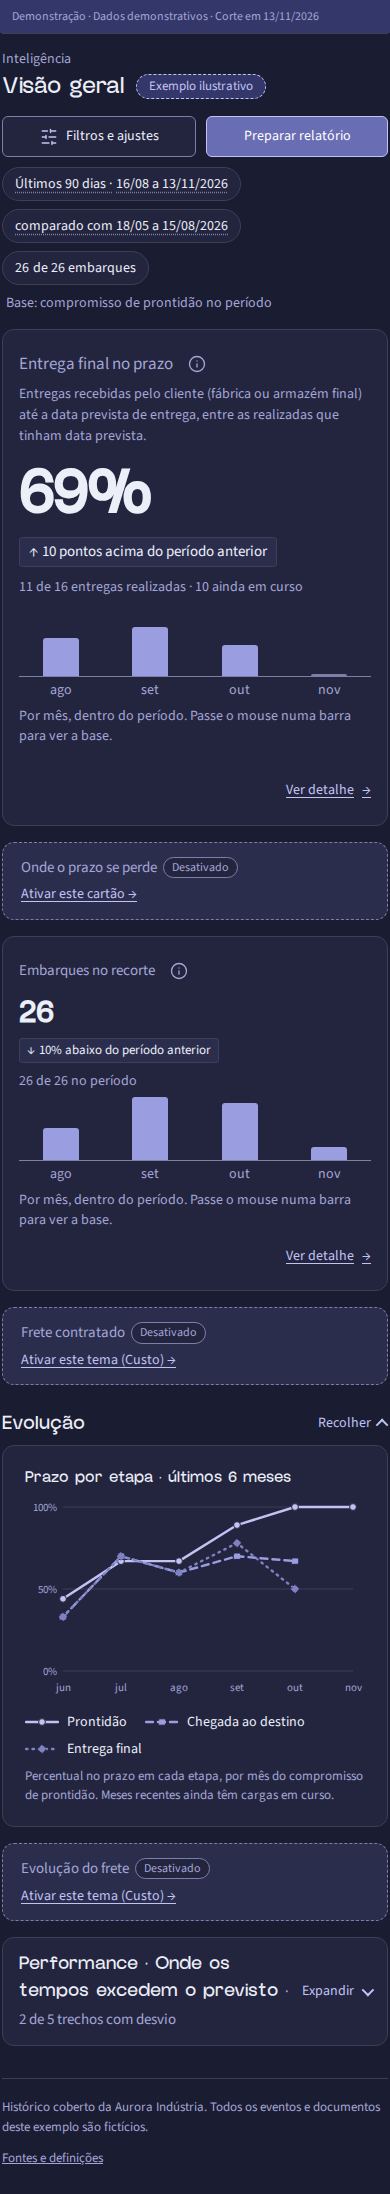 Demonstração · Dados demonstrativos · Corte em 13/11/2026
Inteligência
Visão geral
Exemplo ilustrativo
Filtros e ajustes
Preparar relatório
Últimos 90 dias · 16/08 a 13/11/2026
comparado com 18/05 a 15/08/2026
26 de 26 embarques
Base: compromisso de prontidão no período
Entrega final no prazo
Entregas recebidas pelo cliente (fábrica ou armazém final)
até a data prevista de entrega, entre as realizadas que
tinham data prevista.
69%
↑ 10 pontos acima do período anterior
11 de 16 entregas realizadas · 10 ainda em curso
ago set out nov
Por mês, dentro do período. Passe o mouse numa barra
para ver a base.
Ver detalhe →
Onde o prazo se perde Desativado
Ativar este cartão →
Embarques no recorte
26
↓ 10% abaixo do período anterior
26 de 26 no período
ago set out nov
Por mês, dentro do período. Passe o mouse numa barra
para ver a base.
Ver detalhe →
Frete contratado Desativado
Ativar este tema (Custo) →
Evolução
Recolher
Prazo por etapa · últimos 6 meses
100%
50%
0%
jun jul ago set out nov
Prontidão Chegada ao destino
Entrega final
Percentual no prazo em cada etapa, por mês do compromisso
de prontidão. Meses recentes ainda têm cargas em curso.
Evolução do frete Desativado
Ativar este tema (Custo) →
Performance · Onde os
tempos excedem o previsto ·
Expandir
2 de 5 trechos com desvio
Histórico coberto da Aurora Indústria. Todos os eventos e documentos
deste exemplo são fictícios.
Fontes e definições